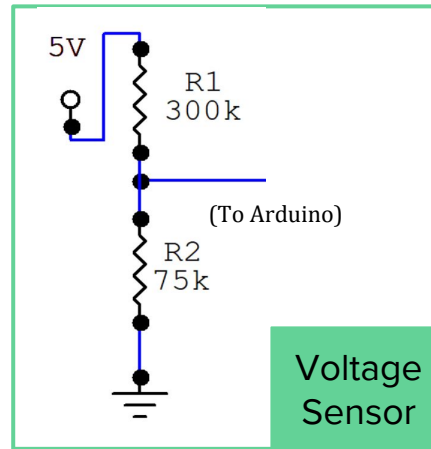 5V
R1
300k
(To Arduino)
R2
75k
Voltage
Sensor